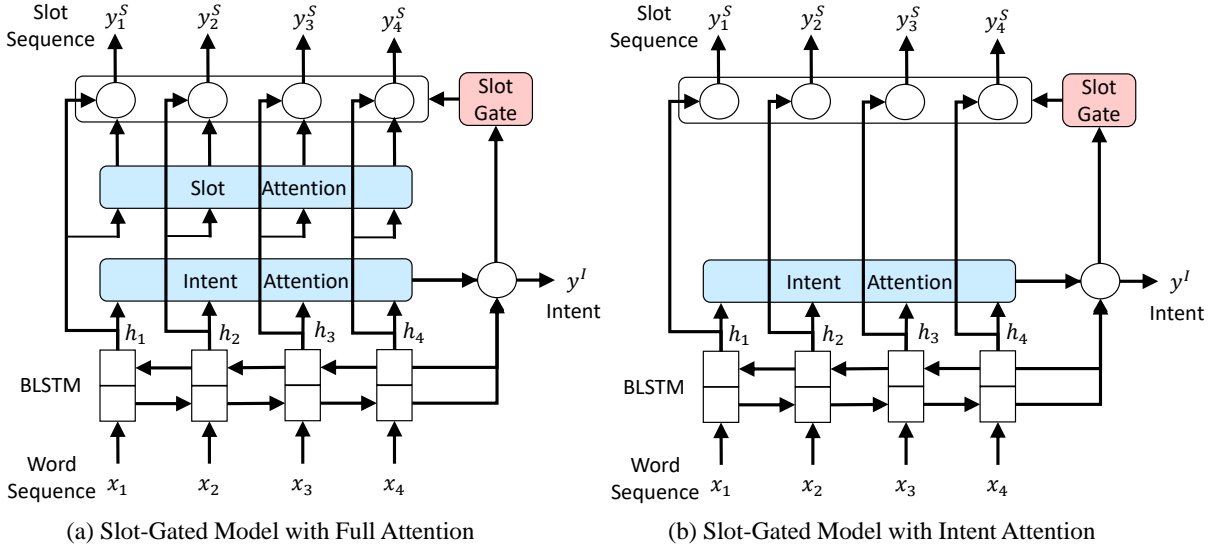 Slot
Sequence
y_1^S y_2^S y_3^S y_4^S
Slot
Gate
Slot Attention
Intent Attention
y^I
Intent
h_1 h_2 h_3 h_4
BLSTM
Word
Sequence
x_1 x_2 x_3 x_4
(a) Slot-Gated Model with Full Attention
Slot
Sequence
y_1^S y_2^S y_3^S y_4^S
Slot
Gate
Intent Attention
y^I
Intent
h_1 h_2 h_3 h_4
BLSTM
Word
Sequence
x_1 x_2 x_3 x_4
(b) Slot-Gated Model with Intent Attention